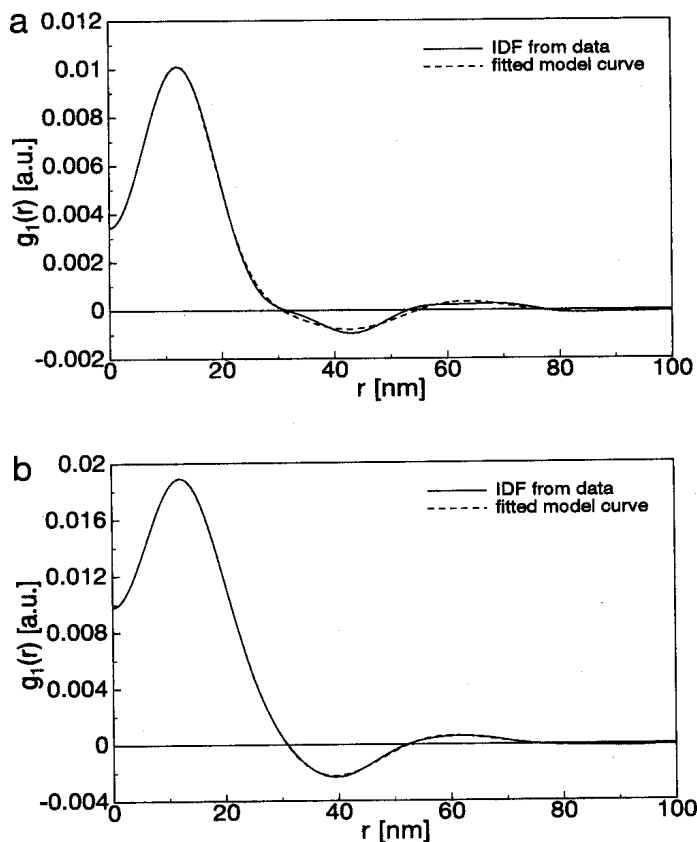 a
0.012
0.01
0.008
0.006
0.004
0.002
0
-0.002
g₁(r) [a.u.]
IDF from data
fitted model curve
0 20 40 60 80 100
r [nm]
b
0.02
0.016
0.012
0.008
0.004
0
-0.004
g₁(r) [a.u.]
IDF from data
fitted model curve
0 20 40 60 80 100
r [nm]